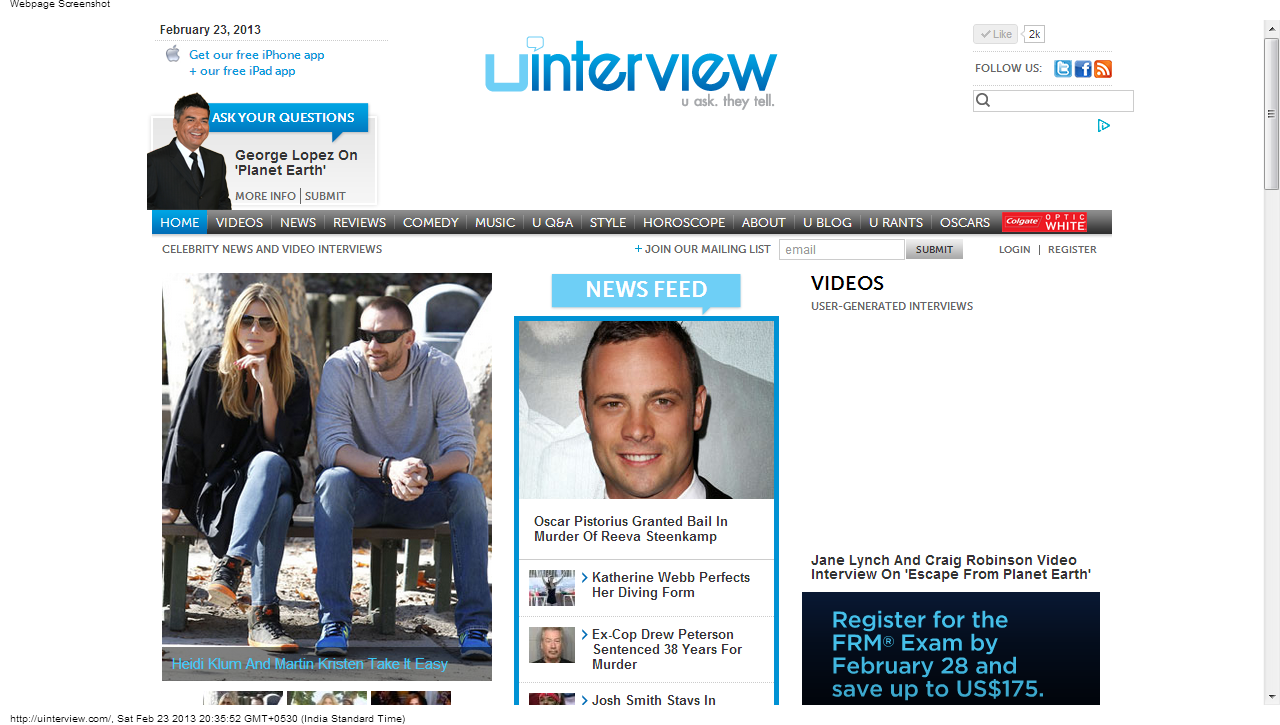 Webpage Screenshot
February 23, 2013
Get our free iPhone app
+ our free iPad app
uinterview
u ask. they tell.
Like 2k
FOLLOW US:
ASK YOUR QUESTIONS
George Lopez On
'Planet Earth'
MORE INFO | SUBMIT
HOME VIDEOS NEWS REVIEWS COMEDY MUSIC U Q&A STYLE HOROSCOPE ABOUT U BLOG U RANTS OSCARS Colgate OPTIC WHITE
CELEBRITY NEWS AND VIDEO INTERVIEWS
+ JOIN OUR MAILING LIST email SUBMIT
LOGIN | REGISTER
Heidi Klum And Martin Kristen Take It Easy
NEWS FEED
Oscar Pistorius Granted Bail In
Murder Of Reeva Steenkamp
Katherine Webb Perfects
Her Diving Form
Ex-Cop Drew Peterson
Sentenced 38 Years For
Murder
Josh Smith Stays In
VIDEOS
USER-GENERATED INTERVIEWS
Jane Lynch And Craig Robinson Video
Interview On 'Escape From Planet Earth'
Register for the
FRM® Exam by
February 28 and
save up to US$175.
http://uinterview.com/, Sat Feb 23 2013 20:35:52 GMT+0530 (India Standard Time)